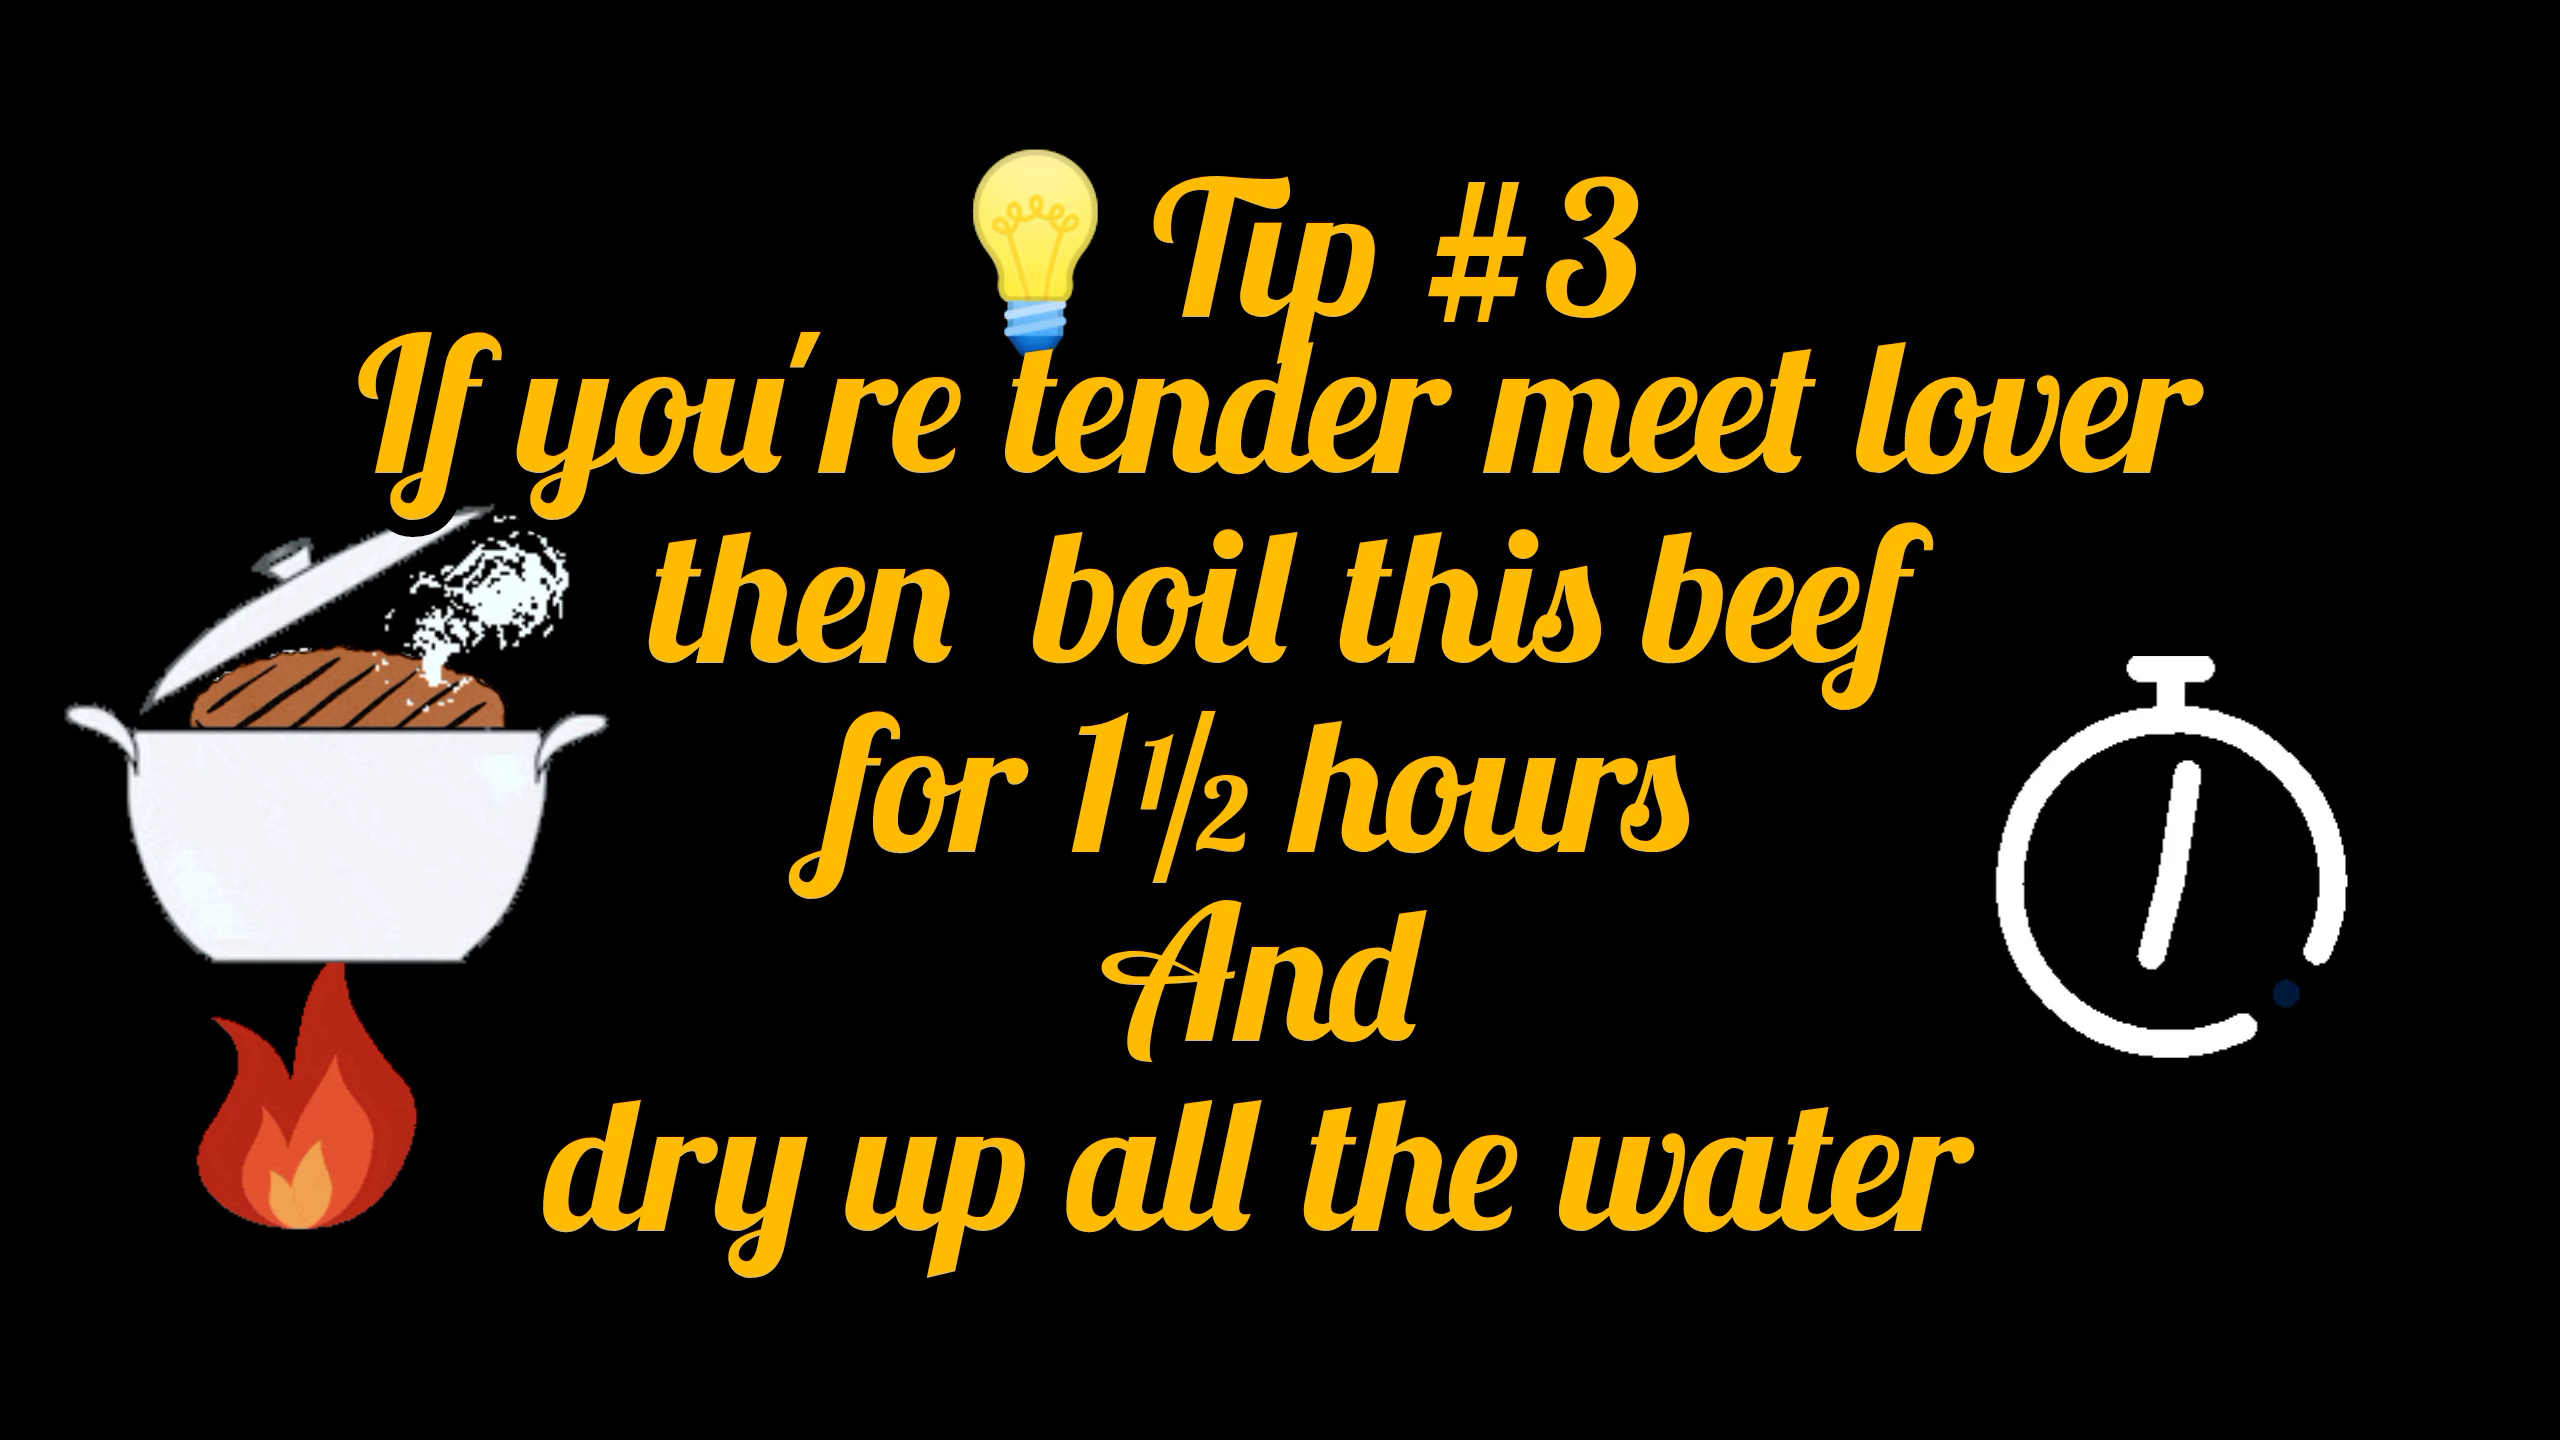 Tip #3
If you're tender meet lover
then boil this beef
for 1½ hours
And
dry up all the water